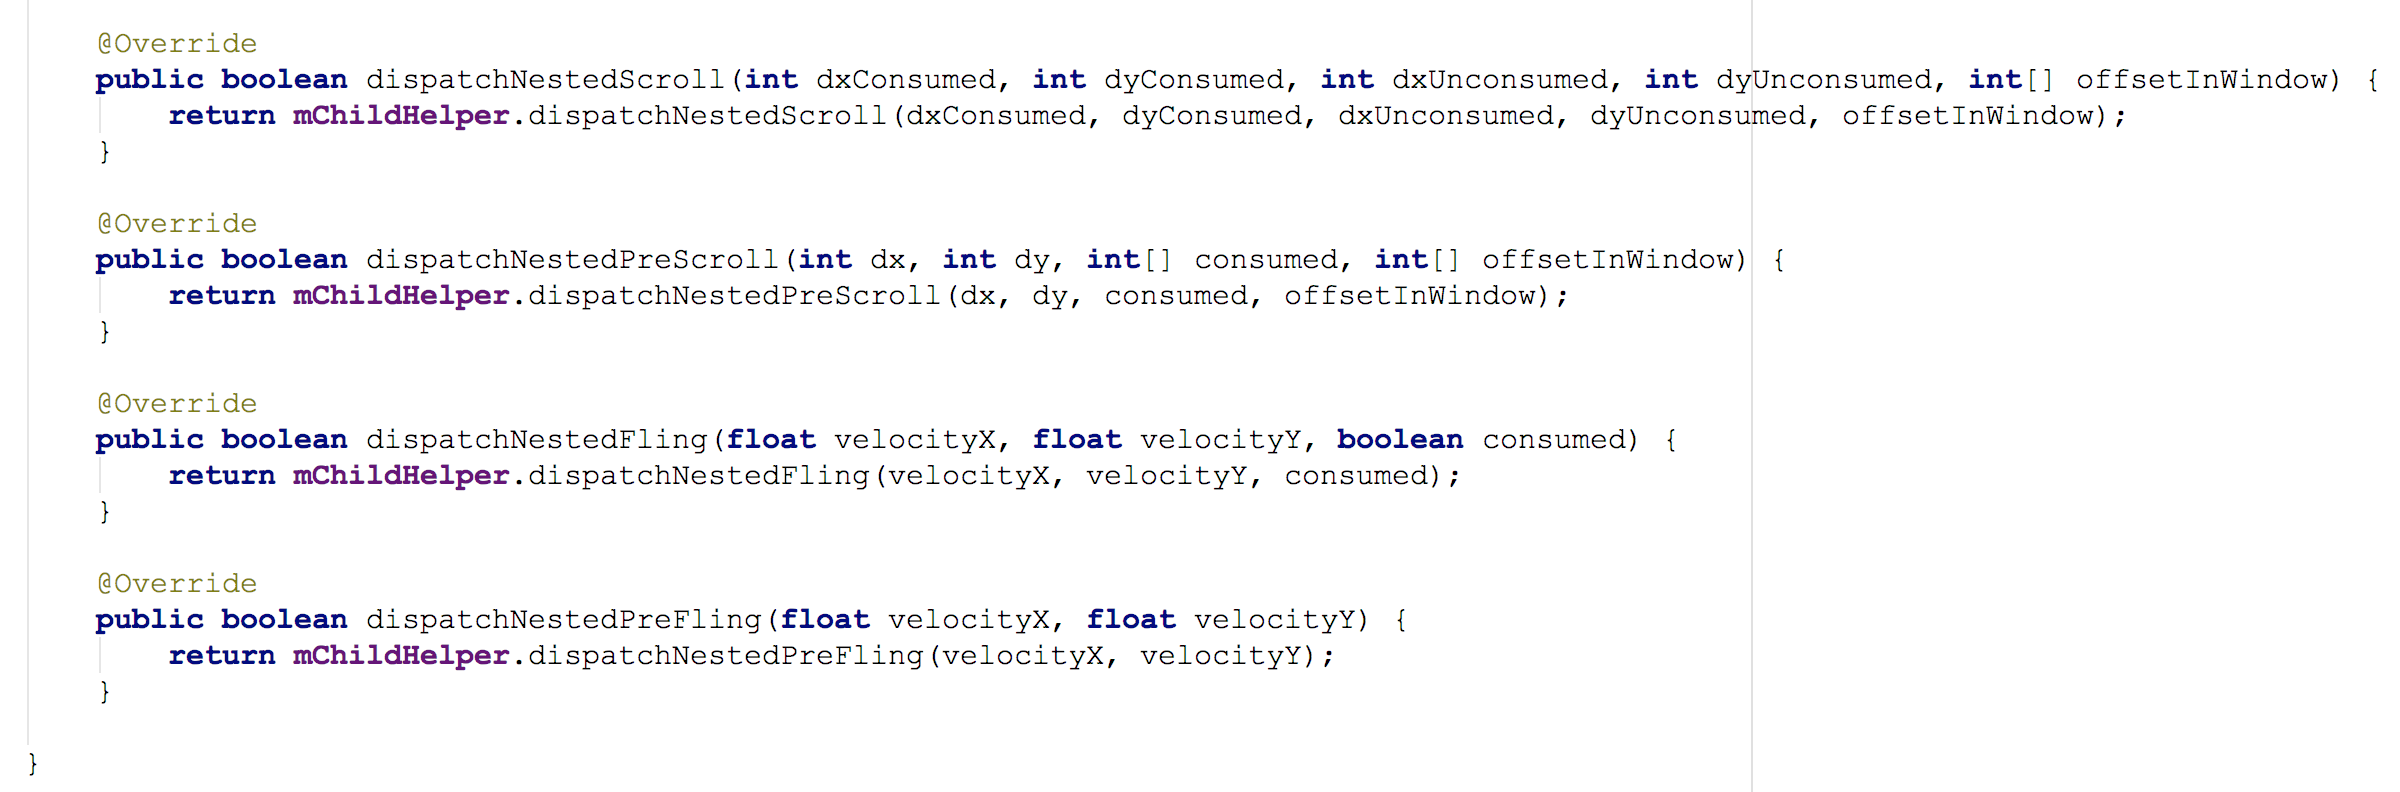 @Override
public boolean dispatchNestedScroll(int dxConsumed, int dyConsumed, int dxUnconsumed, int dyUnconsumed, int[] offsetInWindow) {
return mChildHelper.dispatchNestedScroll(dxConsumed, dyConsumed, dxUnconsumed, dyUnconsumed, offsetInWindow);
}
@Override
public boolean dispatchNestedPreScroll(int dx, int dy, int[] consumed, int[] offsetInWindow) {
return mChildHelper.dispatchNestedPreScroll(dx, dy, consumed, offsetInWindow);
}
@Override
public boolean dispatchNestedFling(float velocityX, float velocityY, boolean consumed) {
return mChildHelper.dispatchNestedFling(velocityX, velocityY, consumed);
}
@Override
public boolean dispatchNestedPreFling(float velocityX, float velocityY) {
return mChildHelper.dispatchNestedPreFling(velocityX, velocityY);
}
}